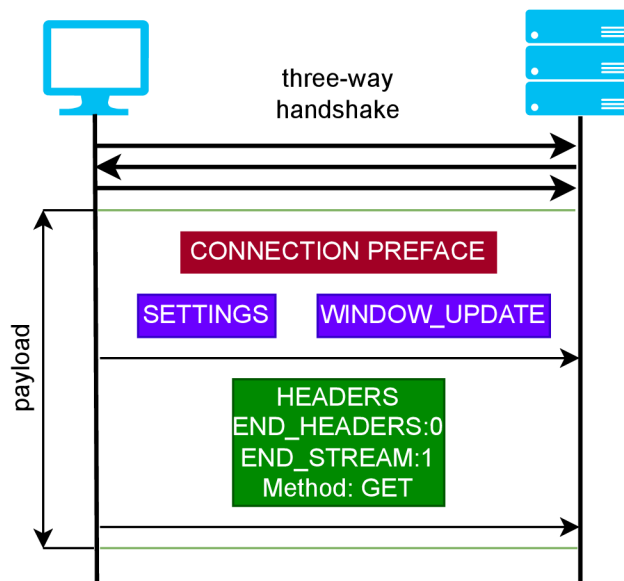 three-way
handshake
CONNECTION PREFACE
SETTINGS
WINDOW_UPDATE
payload
HEADERS
END_HEADERS:0
END_STREAM:1
Method: GET